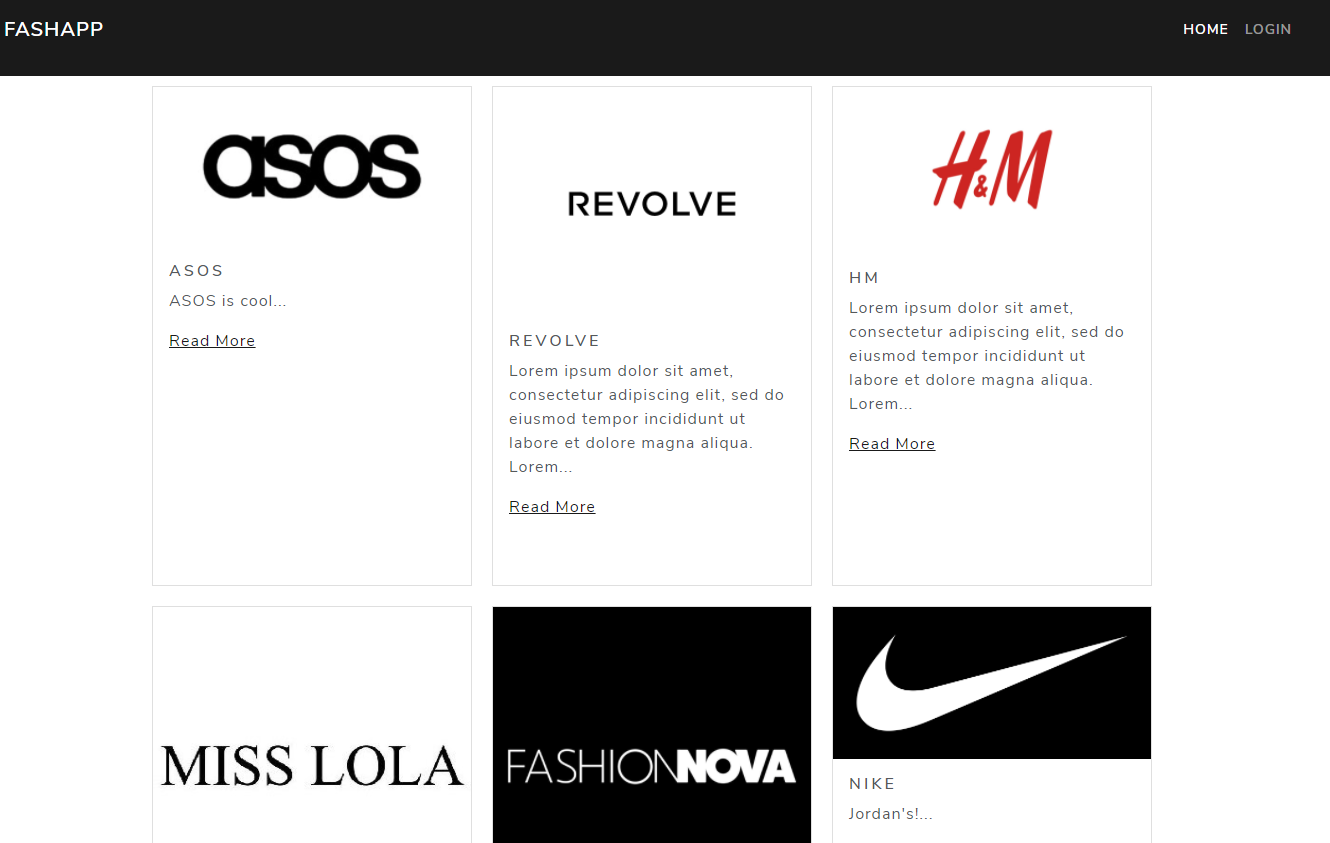 FASHAPP
HOME LOGIN
asos
ASOS
ASOS is cool...
Read More
REVOLVE
REVOLVE
Lorem ipsum dolor sit amet,
consectetur adipiscing elit, sed do
eiusmod tempor incididunt ut
labore et dolore magna aliqua.
Lorem...
Read More
H&M
HM
Lorem ipsum dolor sit amet,
consectetur adipiscing elit, sed do
eiusmod tempor incididunt ut
labore et dolore magna aliqua.
Lorem...
Read More
MISS LOLA
FASHIONNOVA
NIKE
Jordan's!...